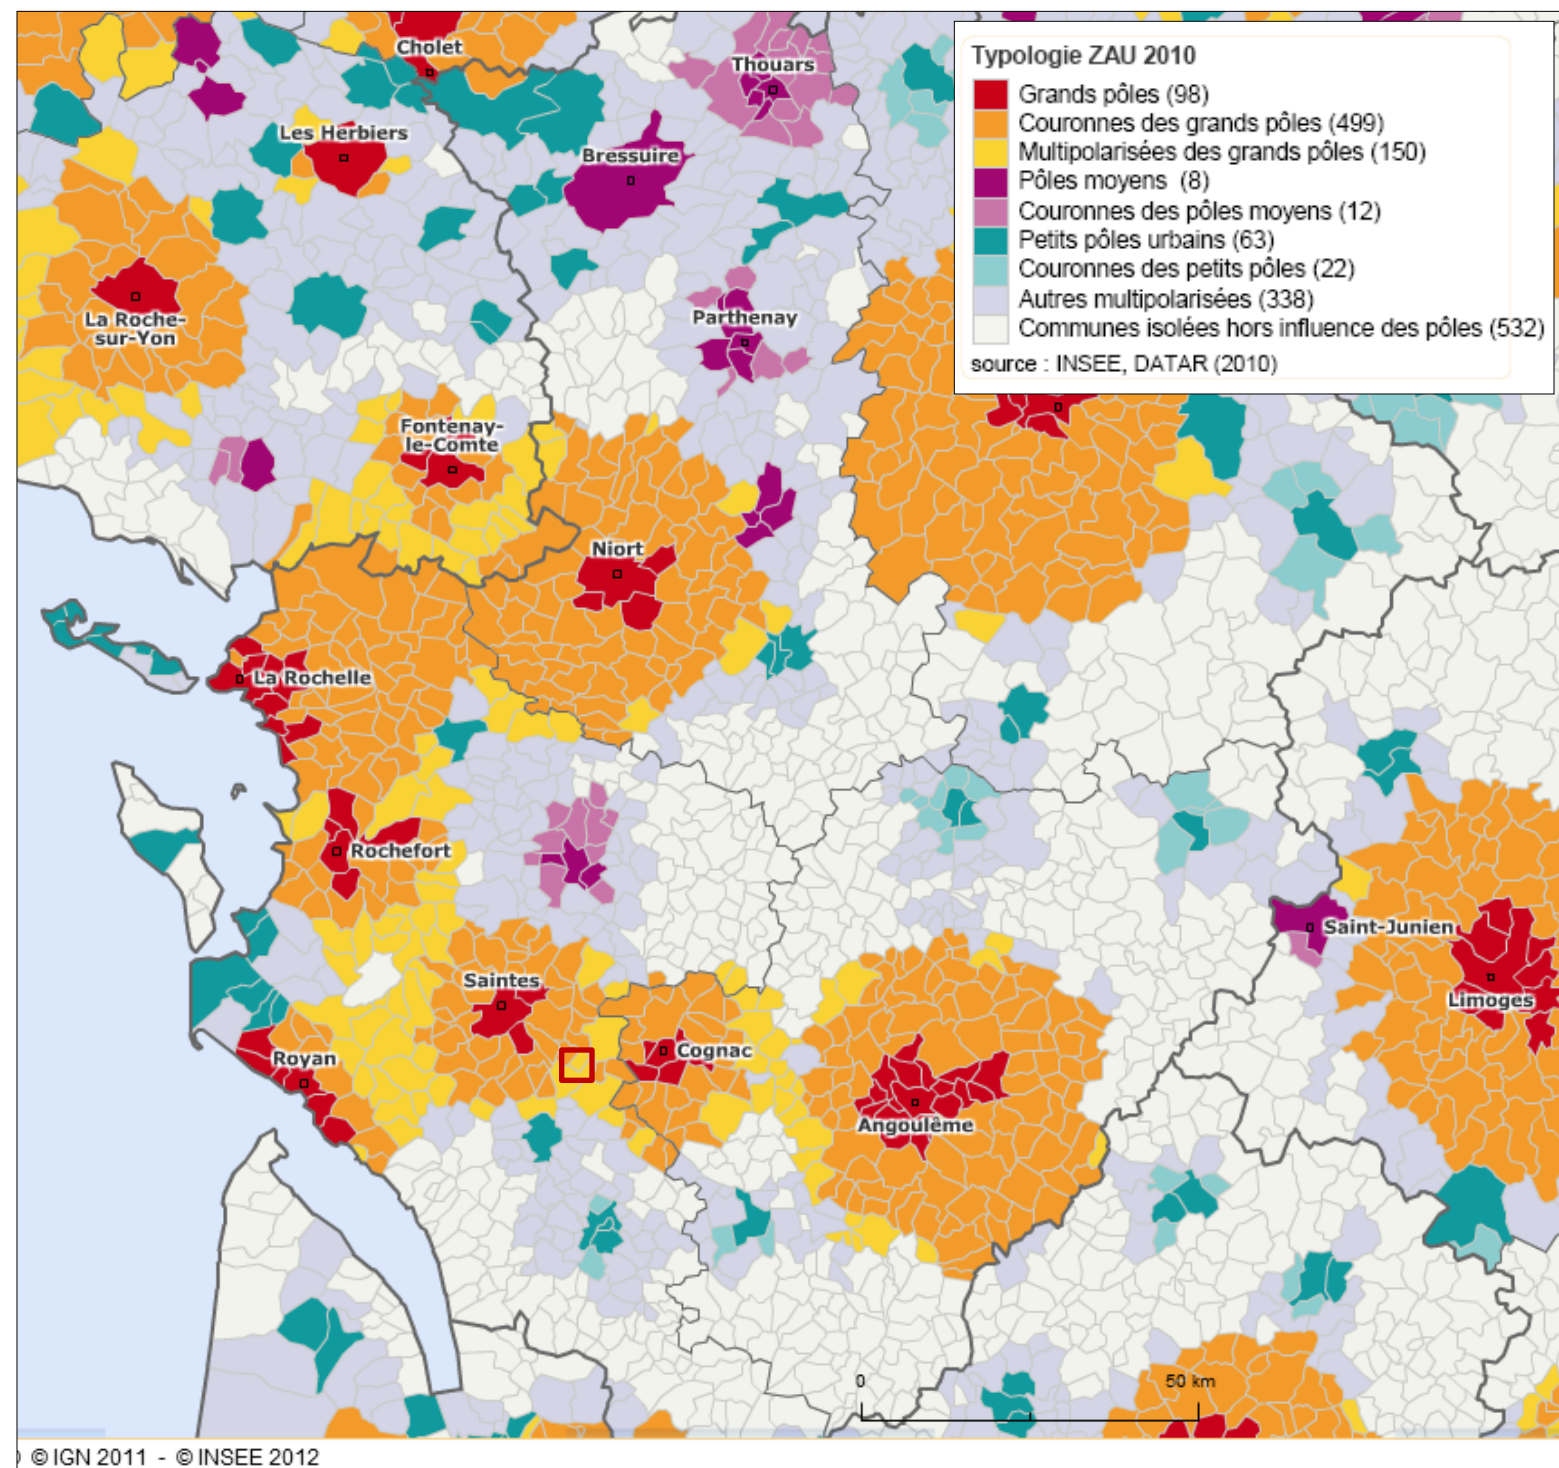 Cholet
Thouars
Les Herbiers
Bressuire
La Roche-
sur-Yon
Parthenay
Fontenay-
le-Comte
Niort
La Rochelle
Rochefort
Saintes
Royan
Cognac
Angoulême
Saint-Junien
Limoges
Typologie ZAU 2010
Grands pôles (98)
Couronnes des grands pôles (499)
Multipolarisées des grands pôles (150)
Pôles moyens (8)
Couronnes des pôles moyens (12)
Petits pôles urbains (63)
Couronnes des petits pôles (22)
Autres multipolarisées (338)
Communes isolées hors influence des pôles (532)
source : INSEE, DATAR (2010)
0 50 km
© IGN 2011 - © INSEE 2012